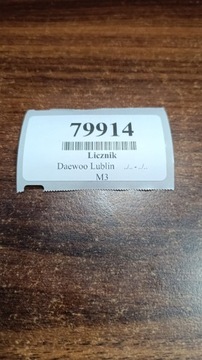 79914
Licznik
Daewoo Lublin ./. - ./.
M3